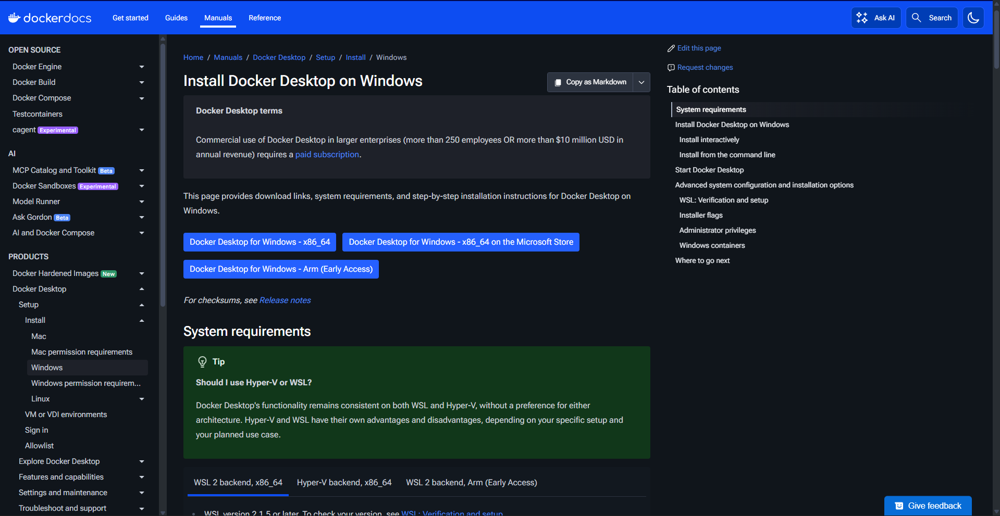 dockerdocs
Get started
Guides
Manuals
Reference
Ask AI
Search
OPEN SOURCE
Docker Engine
Docker Build
Docker Compose
Testcontainers
cagent Experimental
AI
MCP Catalog and Toolkit Beta
Docker Sandboxes Experimental
Model Runner
Ask Gordon Beta
AI and Docker Compose
PRODUCTS
Docker Hardened Images New
Docker Desktop
Setup
Install
Mac
Mac permission requirements
Windows
Windows permission requirem...
Linux
VM or VDI environments
Sign in
Allowlist
Explore Docker Desktop
Features and capabilities
Settings and maintenance
Troubleshoot and support
Home / Manuals / Docker Desktop / Setup / Install / Windows
Install Docker Desktop on Windows
Copy as Markdown
Docker Desktop terms
Commercial use of Docker Desktop in larger enterprises (more than 250 employees OR more than $10 million USD in
annual revenue) requires a paid subscription.
This page provides download links, system requirements, and step-by-step installation instructions for Docker Desktop on
Windows.
Docker Desktop for Windows - x86_64
Docker Desktop for Windows - x86_64 on the Microsoft Store
Docker Desktop for Windows - Arm (Early Access)
For checksums, see Release notes
System requirements
Tip
Should I use Hyper-V or WSL?
Docker Desktop's functionality remains consistent on both WSL and Hyper-V, without a preference for either
architecture. Hyper-V and WSL have their own advantages and disadvantages, depending on your specific setup and
your planned use case.
WSL 2 backend, x86_64
Hyper-V backend, x86_64
WSL 2 backend, Arm (Early Access)
WSL version 2.1.5 or later. To check your version, see WSL: Verification and setup
Edit this page
Request changes
Table of contents
System requirements
Install Docker Desktop on Windows
Install interactively
Install from the command line
Start Docker Desktop
Advanced system configuration and installation options
WSL: Verification and setup
Installer flags
Administrator privileges
Windows containers
Where to go next
Give feedback